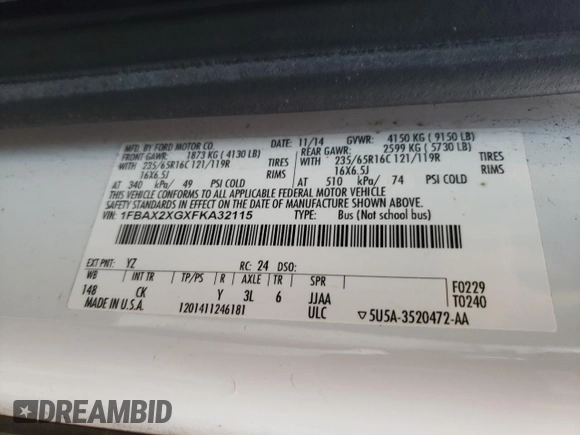 MFD. BY FORD MOTOR CO. DATE: 11/14 GVWR: 4150 KG ( 9150 LB)
FRONT GAWR: 1873 KG ( 4130 LB) REAR GAWR: 2599 KG ( 5730 LB)
WITH 235/65R16C 121/119R TIRES WITH 235/65R16C 121/119R TIRES
16X6.5J RIMS 16X6.5J RIMS
AT 340 kPa/ 49 PSI COLD AT 510 kPa/ 74 PSI COLD
THIS VEHICLE CONFORMS TO ALL APPLICABLE FEDERAL MOTOR VEHICLE
SAFETY STANDARDS IN EFFECT ON THE DATE OF MANUFACTURE SHOWN ABOVE.
VIN: 1FBAX2XGXFKA32115 TYPE: Bus (Not school bus)
EXT PNT: YZ RC: 24 DSO:
WB INT TR TP/PS R AXLE TR SPR F0229
148 CK Y 3L 6 JJAA T0240
MADE IN U.S.A. 1201411246181 ULC ▽5U5A-3520472-AA
DREAMBID